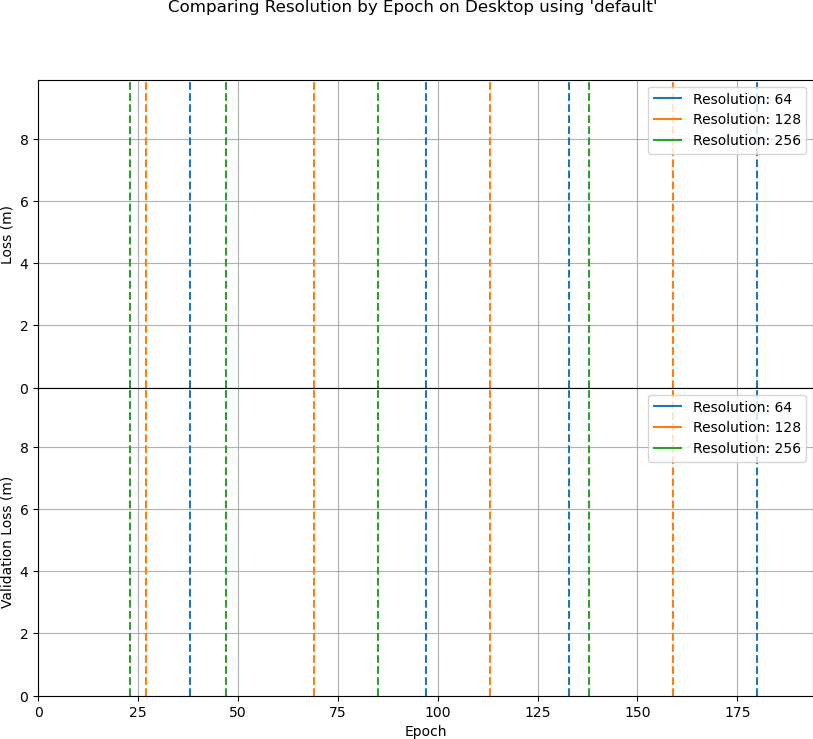 Comparing Resolution by Epoch on Desktop using 'default'
Loss (m)
8
6
4
2
0
Resolution: 64
Resolution: 128
Resolution: 256
Validation Loss (m)
8
6
4
2
0
Resolution: 64
Resolution: 128
Resolution: 256
0 25 50 75 100 125 150 175
Epoch